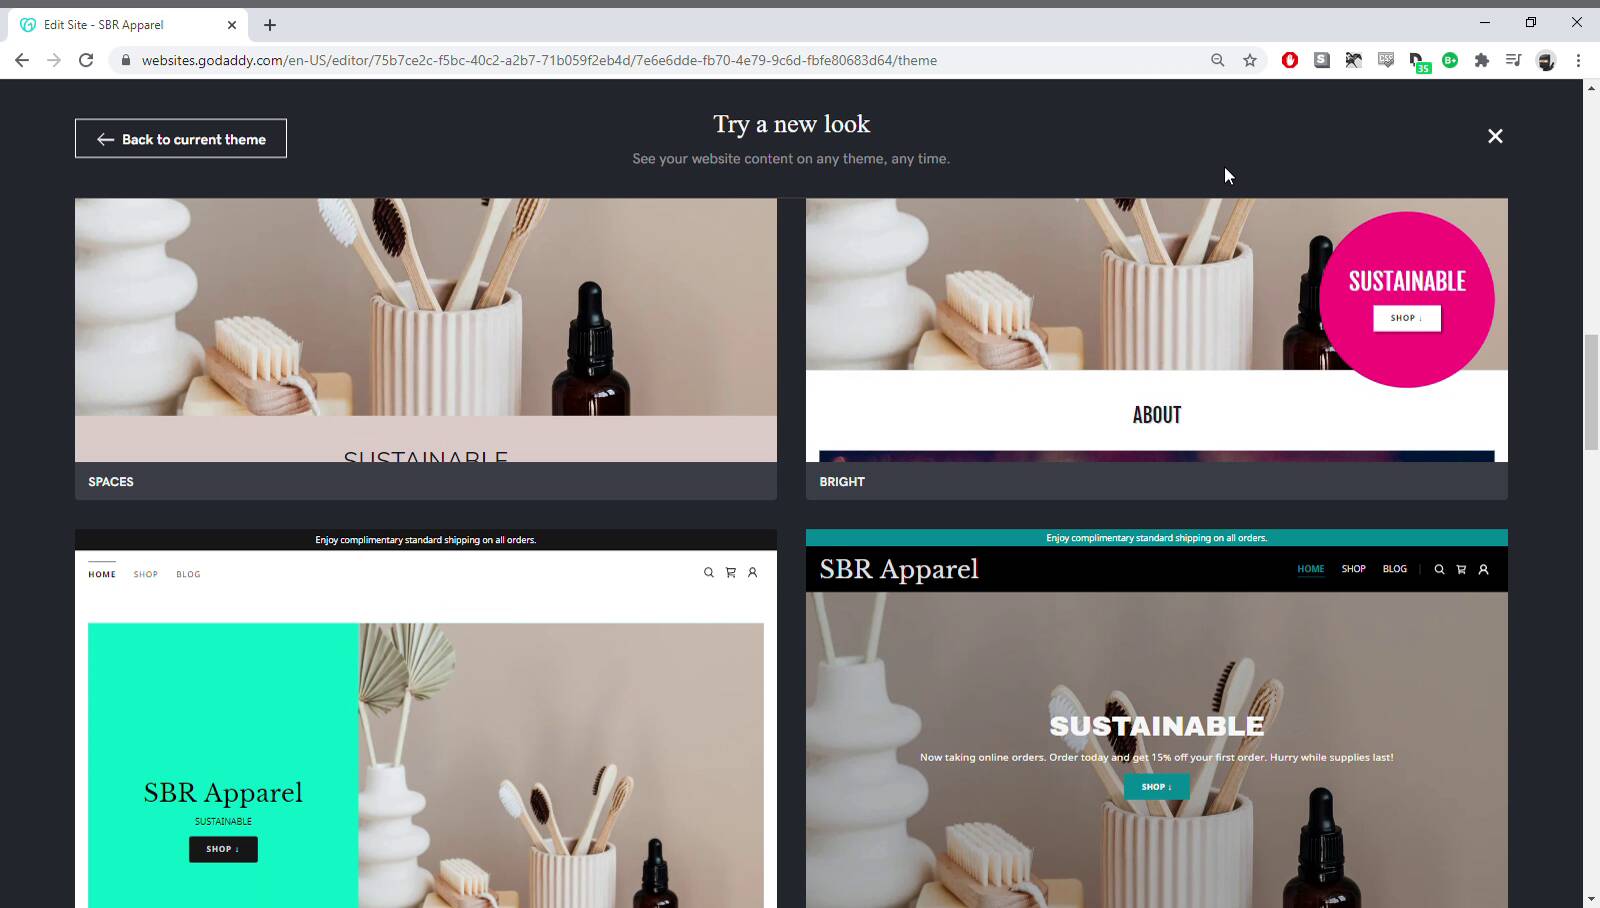 Edit Site - SBR Apparel
websites.godaddy.com/en-US/editor/75b7ce2c-f5bc-40c2-a2b7-71b059f2eb4d/7e6e6dde-fb70-4e79-9c6d-fbfe80683d64/theme
S
CSS
35
B+
Back to current theme
Try a new look
See your website content on any theme, any time.
SUSTAINABLE
SPACES
SUSTAINABLE
SHOP ↓
ABOUT
BRIGHT
Enjoy complimentary standard shipping on all orders.
HOME SHOP BLOG
SBR Apparel
SUSTAINABLE
SHOP ↓
Enjoy complimentary standard shipping on all orders.
SBR Apparel
HOME SHOP BLOG
SUSTAINABLE
Now taking online orders. Order today and get 15% off your first order. Hurry while supplies last!
SHOP ↓